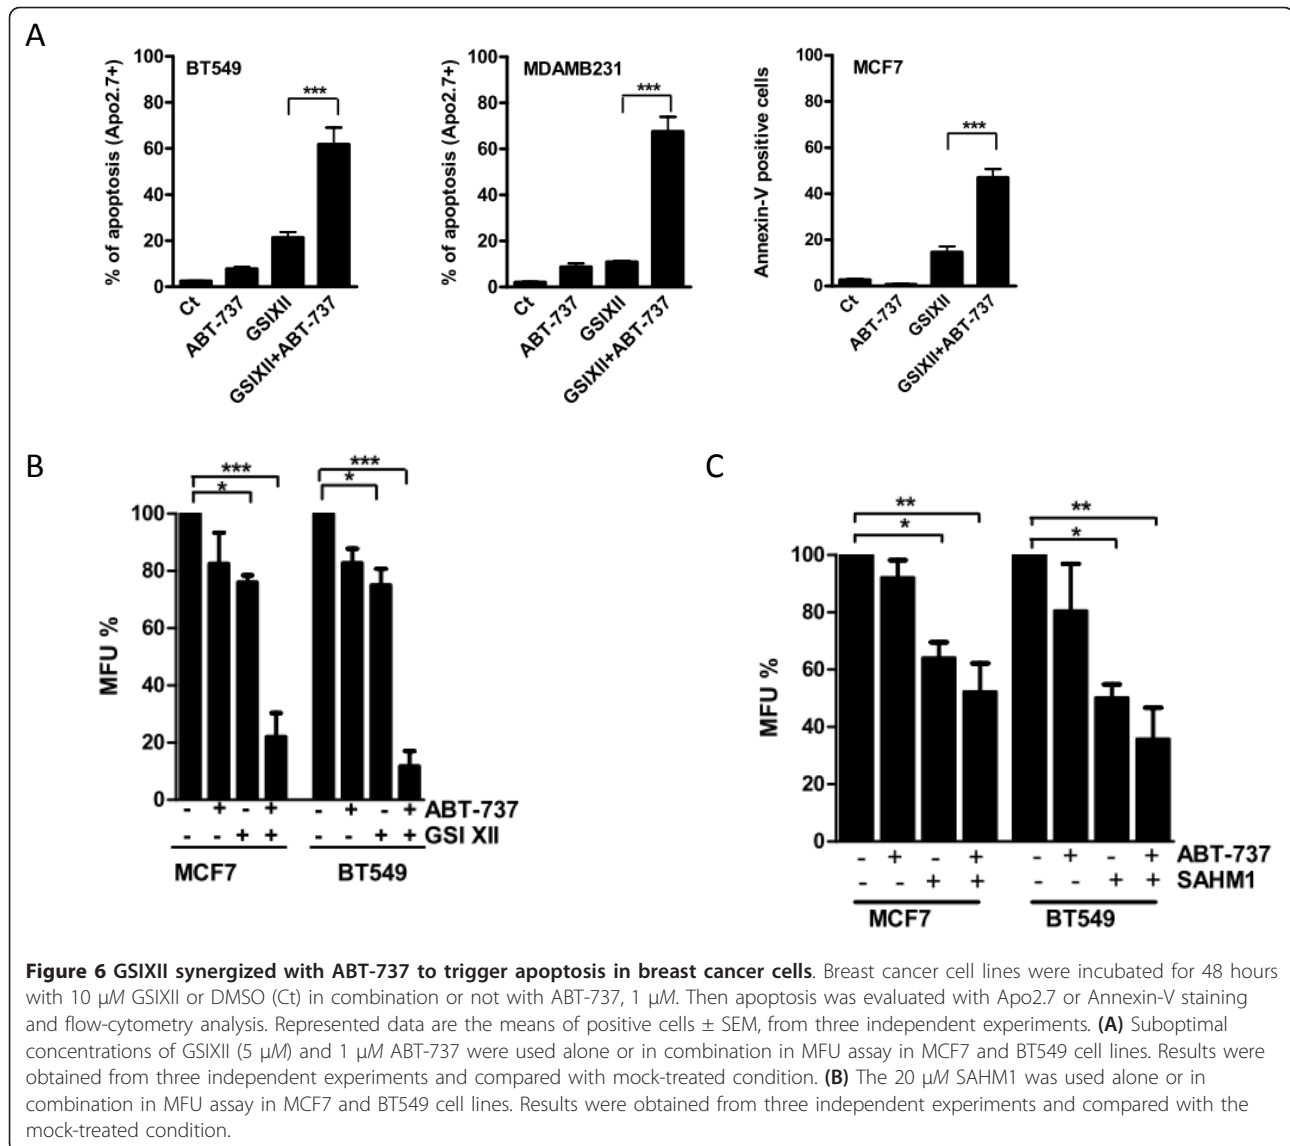 A
BT549
% of apoptosis (Apo2.7+)
100
80
60
40
20
0
***
Ct
ABT-737
GSIXII
GSIXII+ABT-737
MDAMB231
% of apoptosis (Apo2.7+)
100
80
60
40
20
0
***
Ct
ABT-737
GSIXII
GSIXII+ABT-737
MCF7
Annexin-V positive cells
100
80
60
40
20
0
***
Ct
ABT-737
GSIXII
GSIXII+ABT-737
B
MFU %
100
80
60
40
20
0
***
*
***
*
- + - + - + - + ABT-737
- - + + - - + + GSI XII
MCF7 BT549
C
MFU %
100
80
60
40
20
0
**
*
**
*
- + - + - + - + ABT-737
- - + + - - + + SAHM1
MCF7 BT549
Figure 6 GSIXII synergized with ABT-737 to trigger apoptosis in breast cancer cells. Breast cancer cell lines were incubated for 48 hours
with 10 μM GSIXII or DMSO (Ct) in combination or not with ABT-737, 1 μM. Then apoptosis was evaluated with Apo2.7 or Annexin-V staining
and flow-cytometry analysis. Represented data are the means of positive cells ± SEM, from three independent experiments. (A) Suboptimal
concentrations of GSIXII (5 μM) and 1 μM ABT-737 were used alone or in combination in MFU assay in MCF7 and BT549 cell lines. Results were
obtained from three independent experiments and compared with mock-treated condition. (B) The 20 μM SAHM1 was used alone or in
combination in MFU assay in MCF7 and BT549 cell lines. Results were obtained from three independent experiments and compared with the
mock-treated condition.